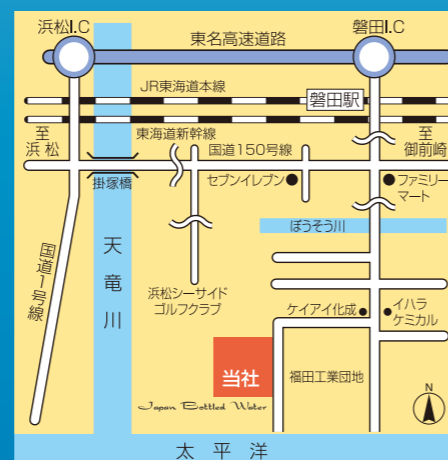 浜松I.C
磐田I.C
東名高速道路
JR東海道本線
磐田駅
東海道新幹線
至
浜松
至
御前崎
国道150号線
掛塚橋
セブンイレブン
ファミリー
マート
ぼうそう川
天竜川
国道1号線
浜松シーサイド
ゴルフクラブ
ケイアイ化成
イハラ
ケミカル
当社
福田工業団地
Japan Bottled Water
N
太平洋